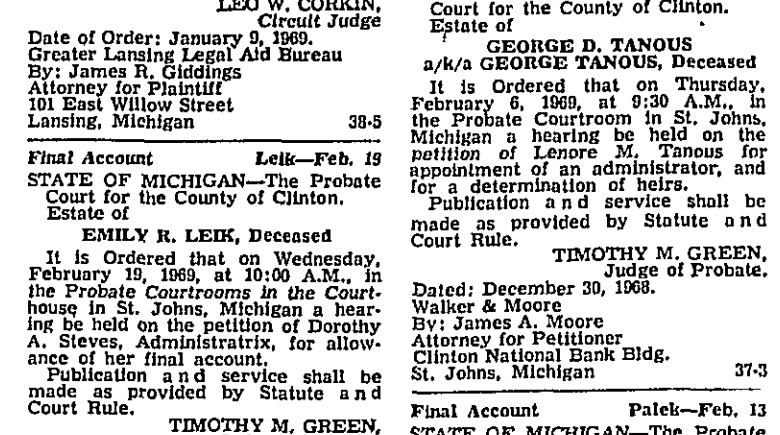 LEO W. CORKIN,
Circuit Judge
Date of Order: January 9, 1969.
Greater Lansing Legal Aid Bureau
By: James R. Giddings
Attorney for Plaintiff
101 East Willow Street
Lansing, Michigan 38-5
Final Account Leik—Feb. 19
STATE OF MICHIGAN—The Probate
Court for the County of Clinton.
Estate of
EMILY R. LEIK, Deceased
It is Ordered that on Wednesday,
February 19, 1969, at 10:00 A.M., in
the Probate Courtrooms in the Court-
house in St. Johns, Michigan a hear-
ing be held on the petition of Dorothy
A. Steves, Administratrix, for allow-
ance of her final account.
Publication and service shall be
made as provided by Statute and
Court Rule.
TIMOTHY M. GREEN,
Court for the County of Clinton.
Estate of
GEORGE D. TANOUS
a/k/a GEORGE TANOUS, Deceased
It is Ordered that on Thursday,
February 6, 1969, at 9:30 A.M., in
the Probate Courtroom in St. Johns,
Michigan a hearing be held on the
petition of Lenore M. Tanous for
appointment of an administrator, and
for a determination of heirs.
Publication and service shall be
made as provided by Statute and
Court Rule.
TIMOTHY M. GREEN,
Judge of Probate.
Dated: December 30, 1968.
Walker & Moore
By: James A. Moore
Attorney for Petitioner
Clinton National Bank Bldg.
St. Johns, Michigan 37-3
Final Account Palek—Feb. 13
STATE OF MICHIGAN—The Probate